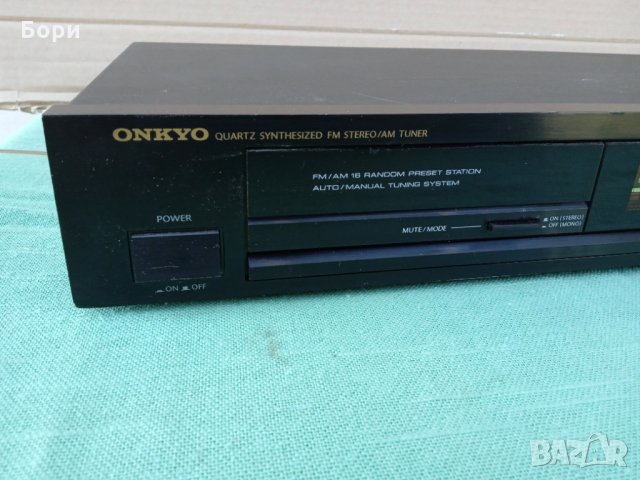 Бори
ONKYO QUARTZ SYNTHESIZED FM STEREO/AM TUNER
FM/AM 16 RANDOM PRESET STATION
AUTO/MANUAL TUNING SYSTEM
POWER
MUTE/MODE
ON (STEREO)
OFF (MONO)
ON OFF
BAZAR